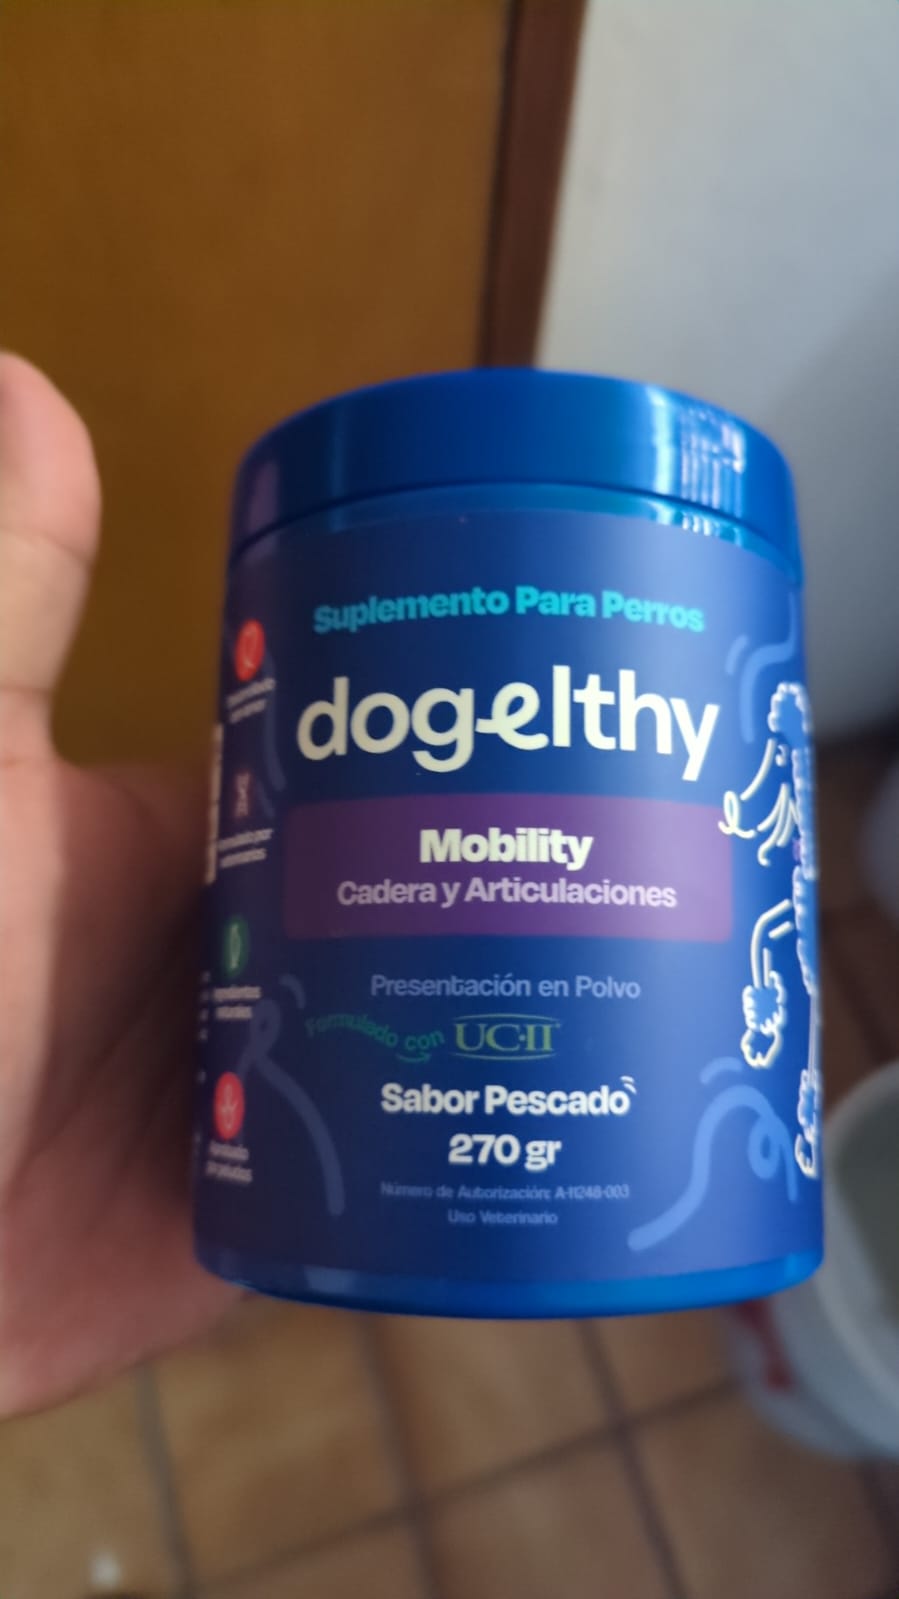 Suplemento Para Perros
dogelthy
Mobility
Cadera y Articulaciones
Presentación en Polvo
Formulado con UC-II
Sabor Pescado
270 gr
Número de Autorización: A-11248-003
Uso Veterinario